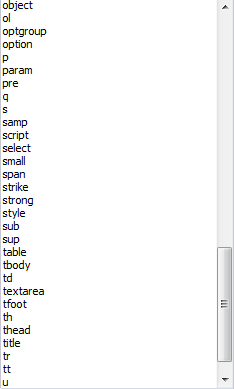 object
ol
optgroup
option
p
param
pre
q
s
samp
script
select
small
span
strike
strong
style
sub
sup
table
tbody
td
textarea
tfoot
th
thead
title
tr
tt
u